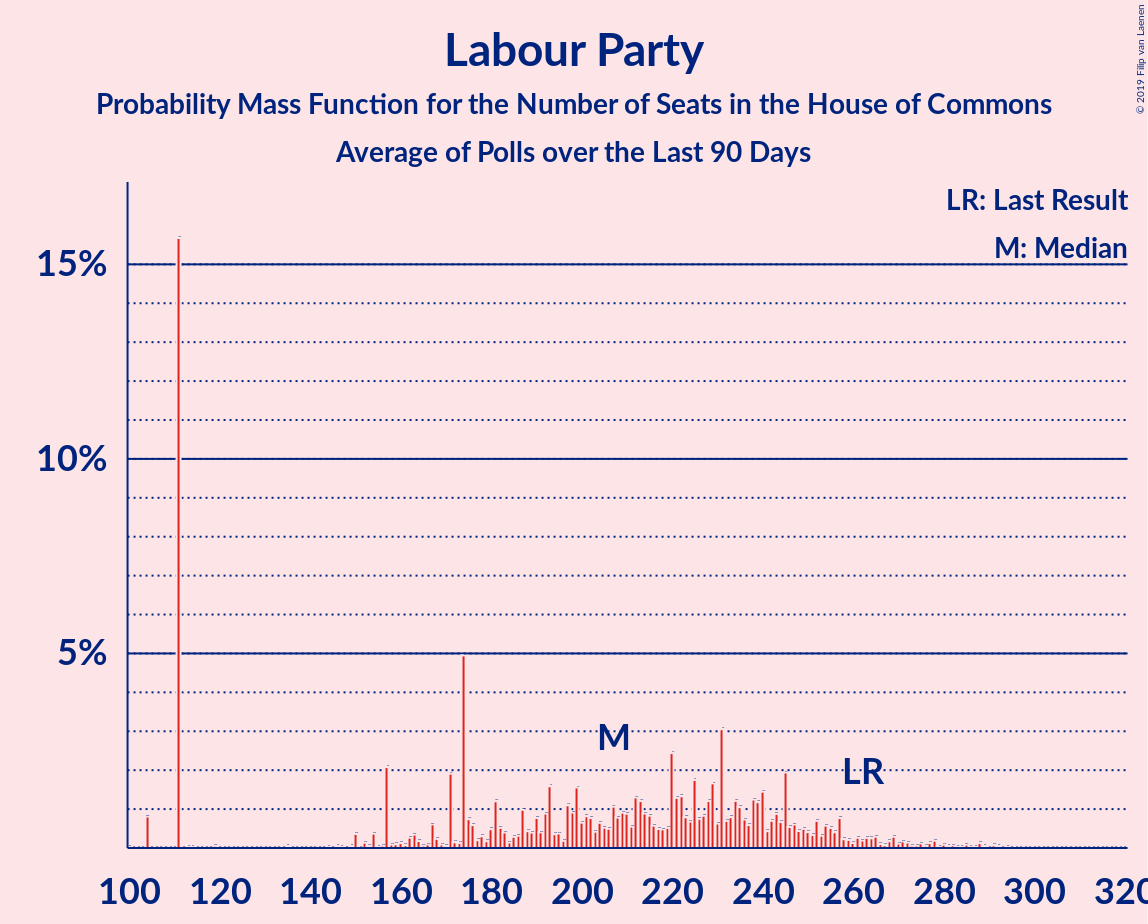 Labour Party
Probability Mass Function for the Number of Seats in the House of Commons
Average of Polls over the Last 90 Days
© 2019 Filip van Laenen
LR: Last Result
M: Median
15%
10%
5%
M
LR
100 120 140 160 180 200 220 240 260 280 300 320